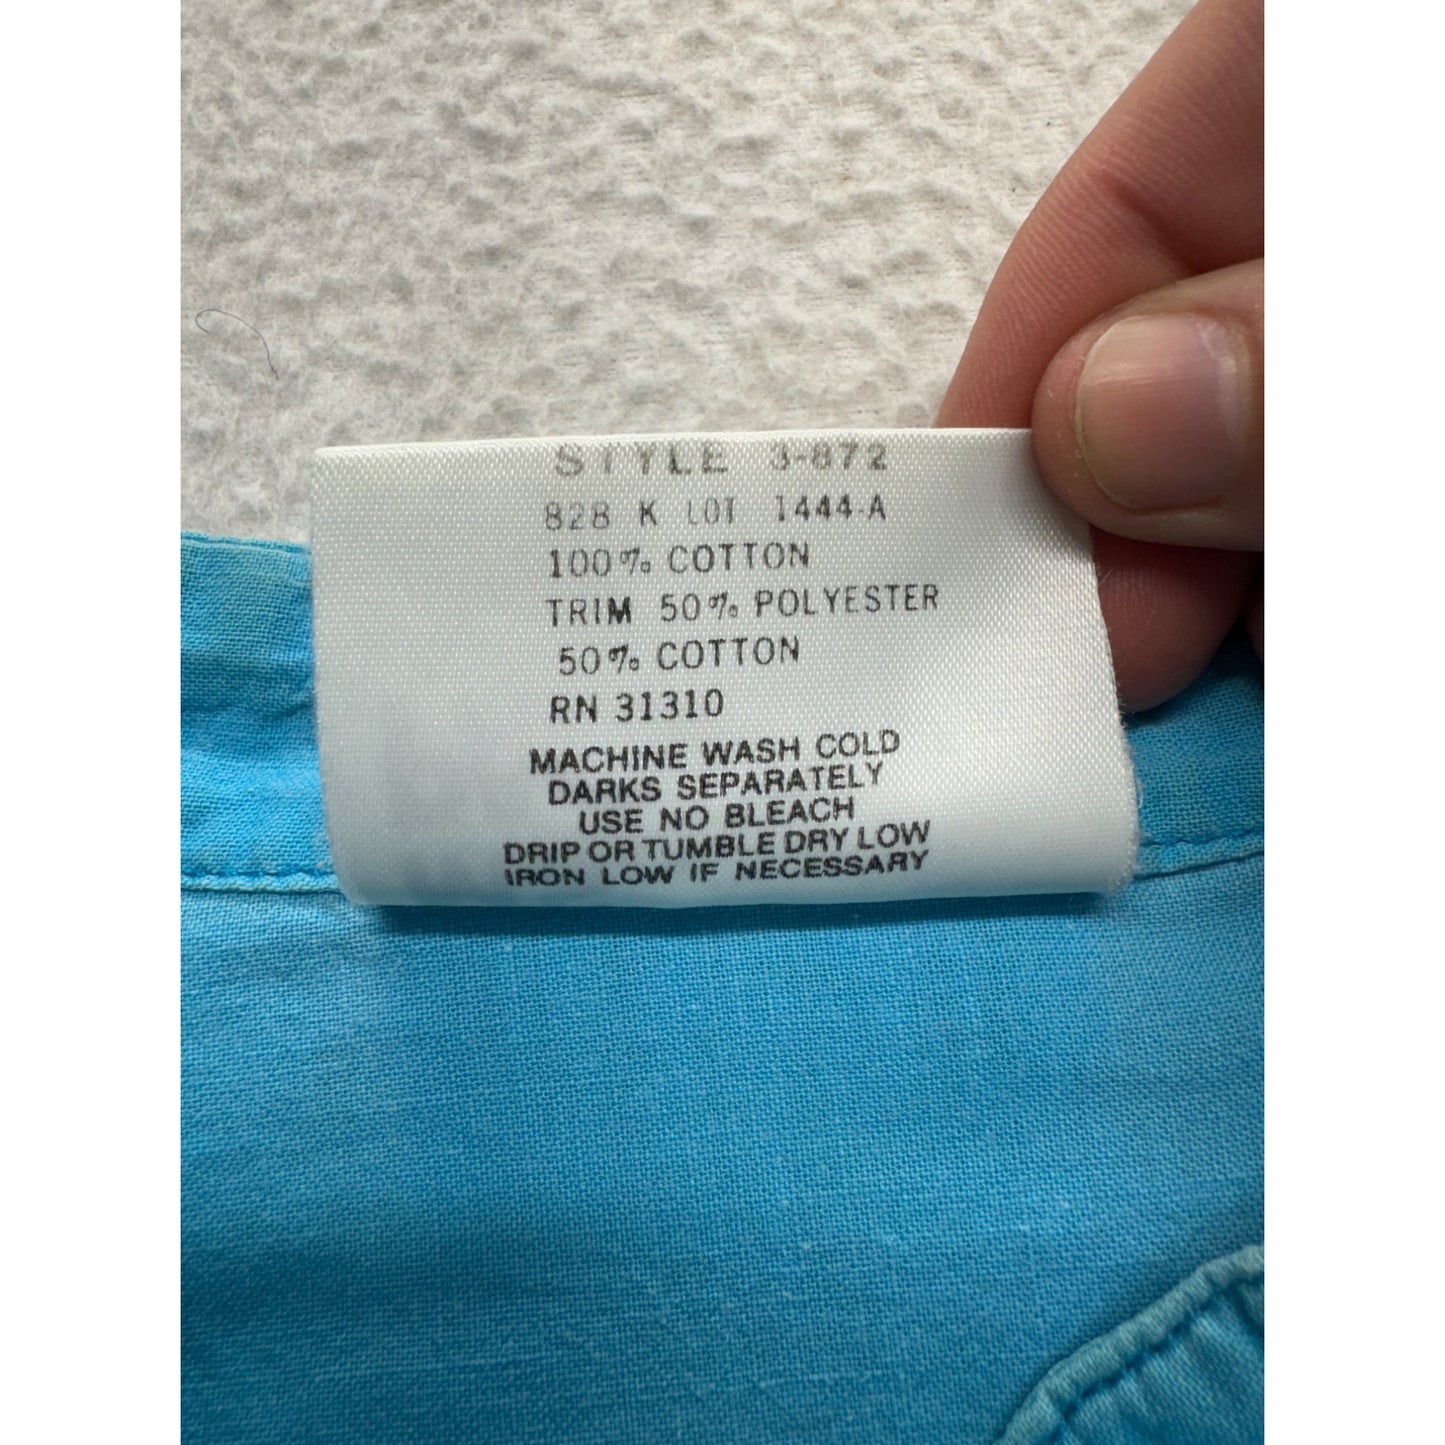 STYLE 3-872
828 K LOT 1444-A
100% COTTON
TRIM 50% POLYESTER
50% COTTON
RN 31310
MACHINE WASH COLD
DARKS SEPARATELY
USE NO BLEACH
DRIP OR TUMBLE DRY LOW
IRON LOW IF NECESSARY